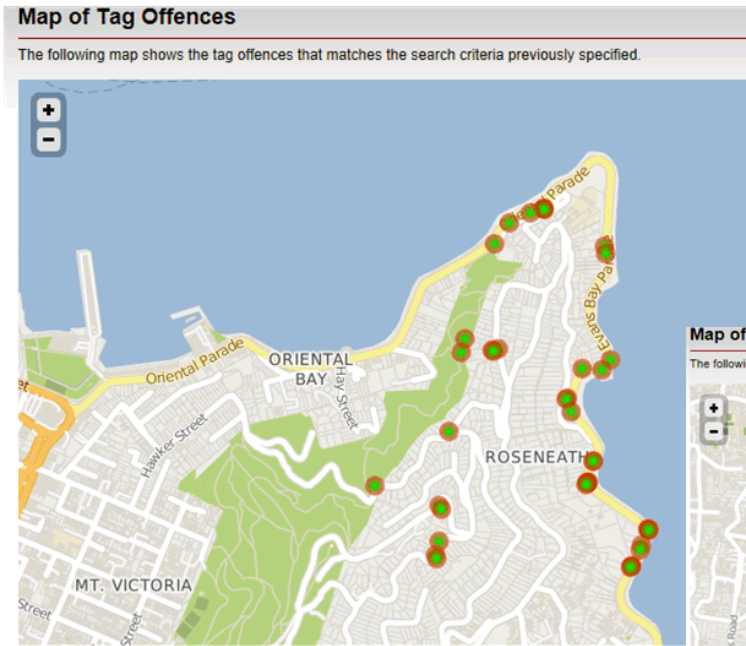 Map of Tag Offences
The following map shows the tag offences that matches the search criteria previously specified.
+
−
Parade
Evans Bay Pa
Oriental Parade
ORIENTAL
BAY
Hay Street
Hawker Street
ROSENEATH
MT. VICTORIA
Street
Street
et
Map of
The followi
+
−
Road